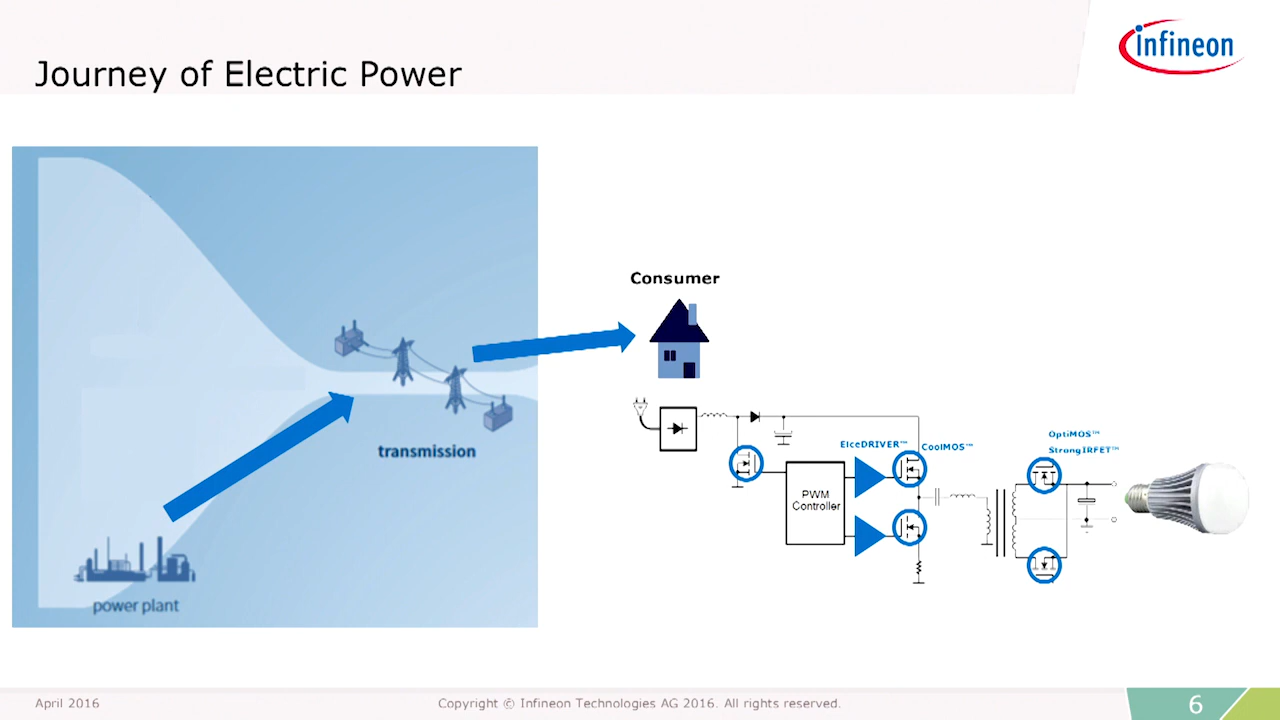 Journey of Electric Power
infineon
Consumer
transmission
power plant
ElceDRIVER™
CoolMOS™
OptiMOS™
StrongIRFET™
PWM
Controller
April 2016
Copyright © Infineon Technologies AG 2016. All rights reserved.
6